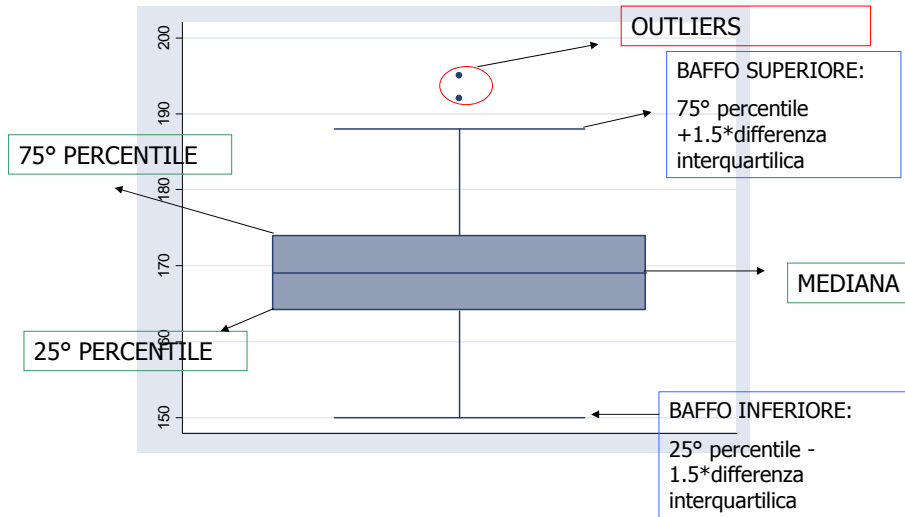 OUTLIERS
BAFFO SUPERIORE:
75° percentile
+1.5*differenza
interquartilica
75° PERCENTILE
MEDIANA
25° PERCENTILE
BAFFO INFERIORE:
25° percentile -
1.5*differenza
interquartilica
200
190
180
170
160
150